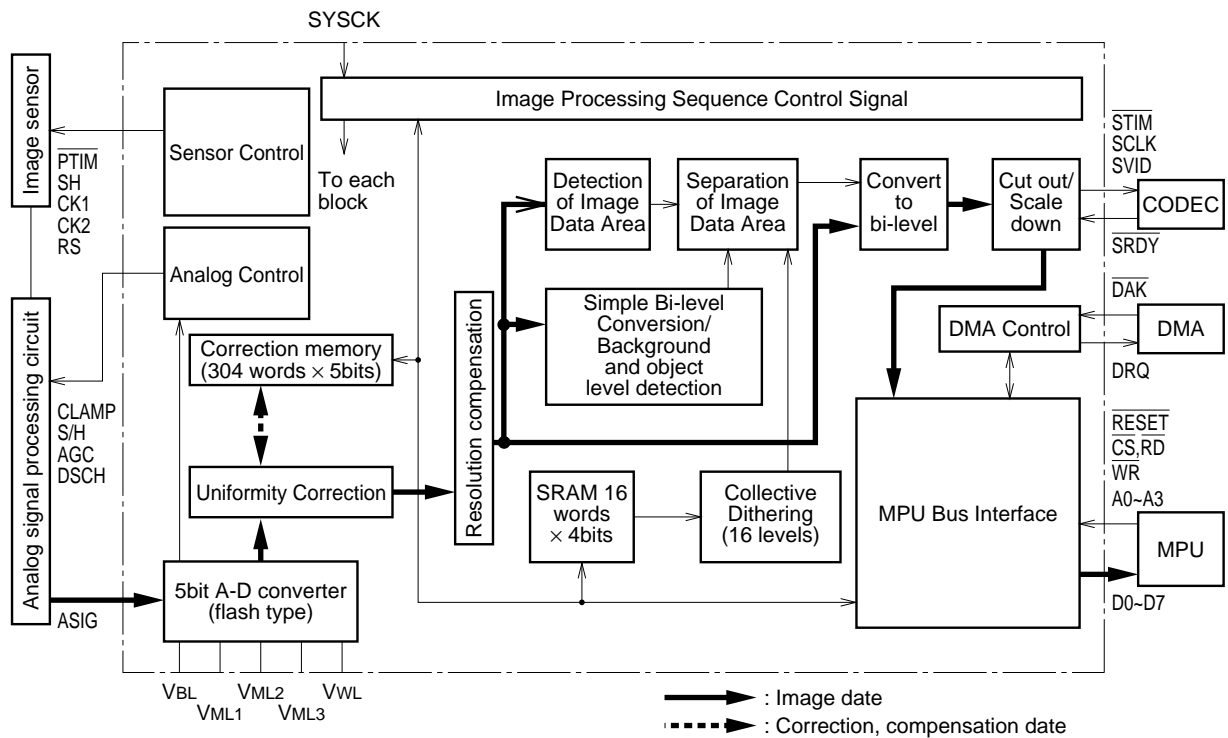 SYSCK
Image Processing Sequence Control Signal
Image sensor
Sensor Control
To each
block
PTIM
SH
CK1
CK2
RS
Detection
of Image
Data Area
Separation
of Image
Data Area
Convert
to
bi-level
Cut out/
Scale
down
STIM
SCLK
SVID
CODEC
SRDY
Analog Control
Analog signal processing circuit
Correction memory
(304 words × 5bits)
Resolution compensation
Simple Bi-level
Conversion/
Background
and object
level detection
DMA Control
DAK
DMA
DRQ
CLAMP
S/H
AGC
DSCH
Uniformity Correction
SRAM 16
words
× 4bits
Collective
Dithering
(16 levels)
MPU Bus Interface
RESET
CS,RD
WR
A0~A3
MPU
D0~D7
5bit A-D converter
(flash type)
ASIG
VBL
VML1
VML2
VML3
VWL
: Image date
: Correction, compensation date